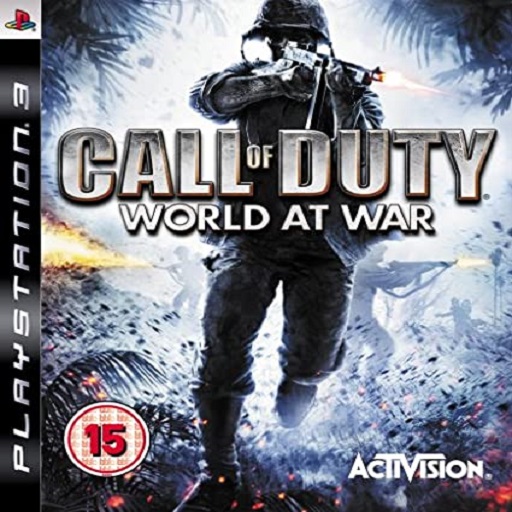 PLAYSTATION 3
CALL OF DUTY
WORLD AT WAR
15
ACTIVISION